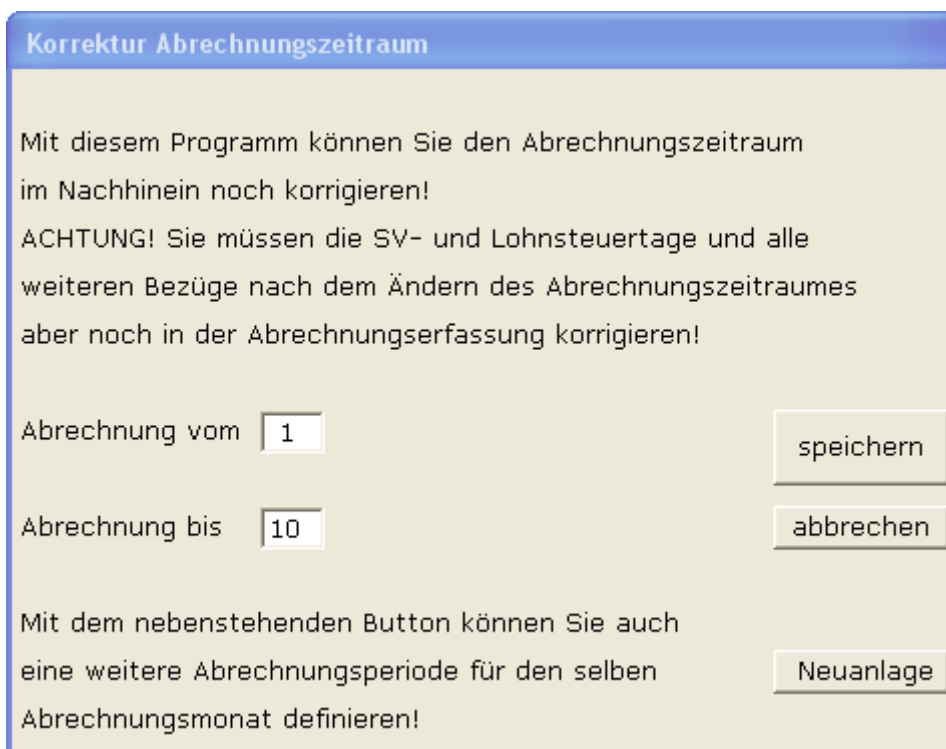 Korrektur Abrechnungszeitraum
Mit diesem Programm können Sie den Abrechnungszeitraum
im Nachhinein noch korrigieren!
ACHTUNG! Sie müssen die SV- und Lohnsteuertage und alle
weiteren Bezüge nach dem Ändern des Abrechnungszeitraumes
aber noch in der Abrechnungserfassung korrigieren!
Abrechnung vom 1
speichern
Abrechnung bis 10
abbrechen
Mit dem nebenstehenden Button können Sie auch
eine weitere Abrechnungsperiode für den selben
Abrechnungsmonat definieren!
Neuanlage